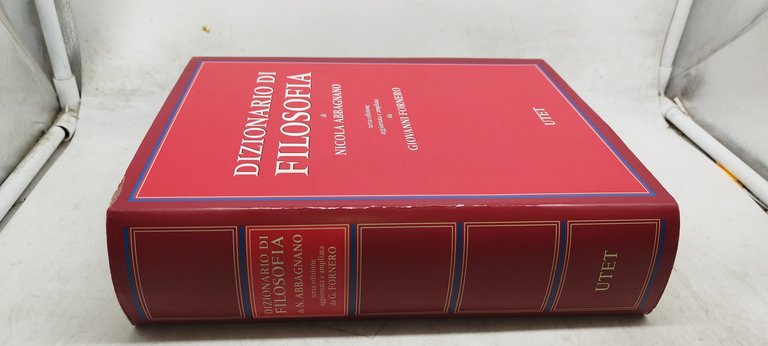 DIZIONARIO DI
FILOSOFIA
di
NICOLA ABBAGNANO
terza edizione
aggiornata e ampliata
da
GIOVANNI FORNERO
UTET
DIZIONARIO DI
FILOSOFIA
di N. ABBAGNANO
terza edizione
aggiornata e ampliata
da G. FORNERO
UTET